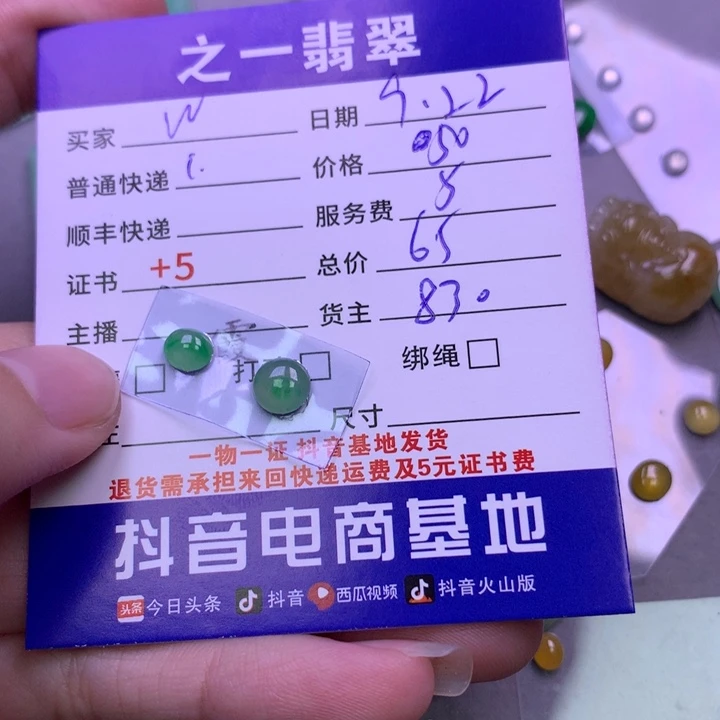 之一翡翠
买家 W 日期 9.22
普通快递 价格 50
顺丰快递 服务费 8
证书 +5 总价 65
主播 货主 830
绑绳
尺寸
一物一证 抖音基地发货
退货需承担来回快递运费及5元证书费
抖音电商基地
头条 今日头条 抖音 西瓜视频 抖音火山版